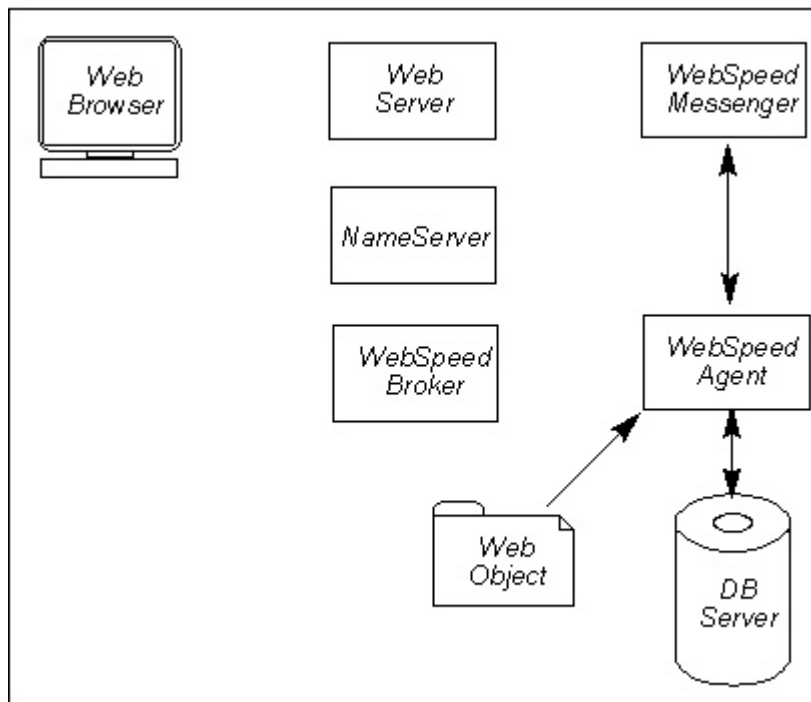 Web
Browser
Web
Server
WebSpeed
Messenger
NameServer
WebSpeed
Broker
WebSpeed
Agent
Web
Object
DB
Server